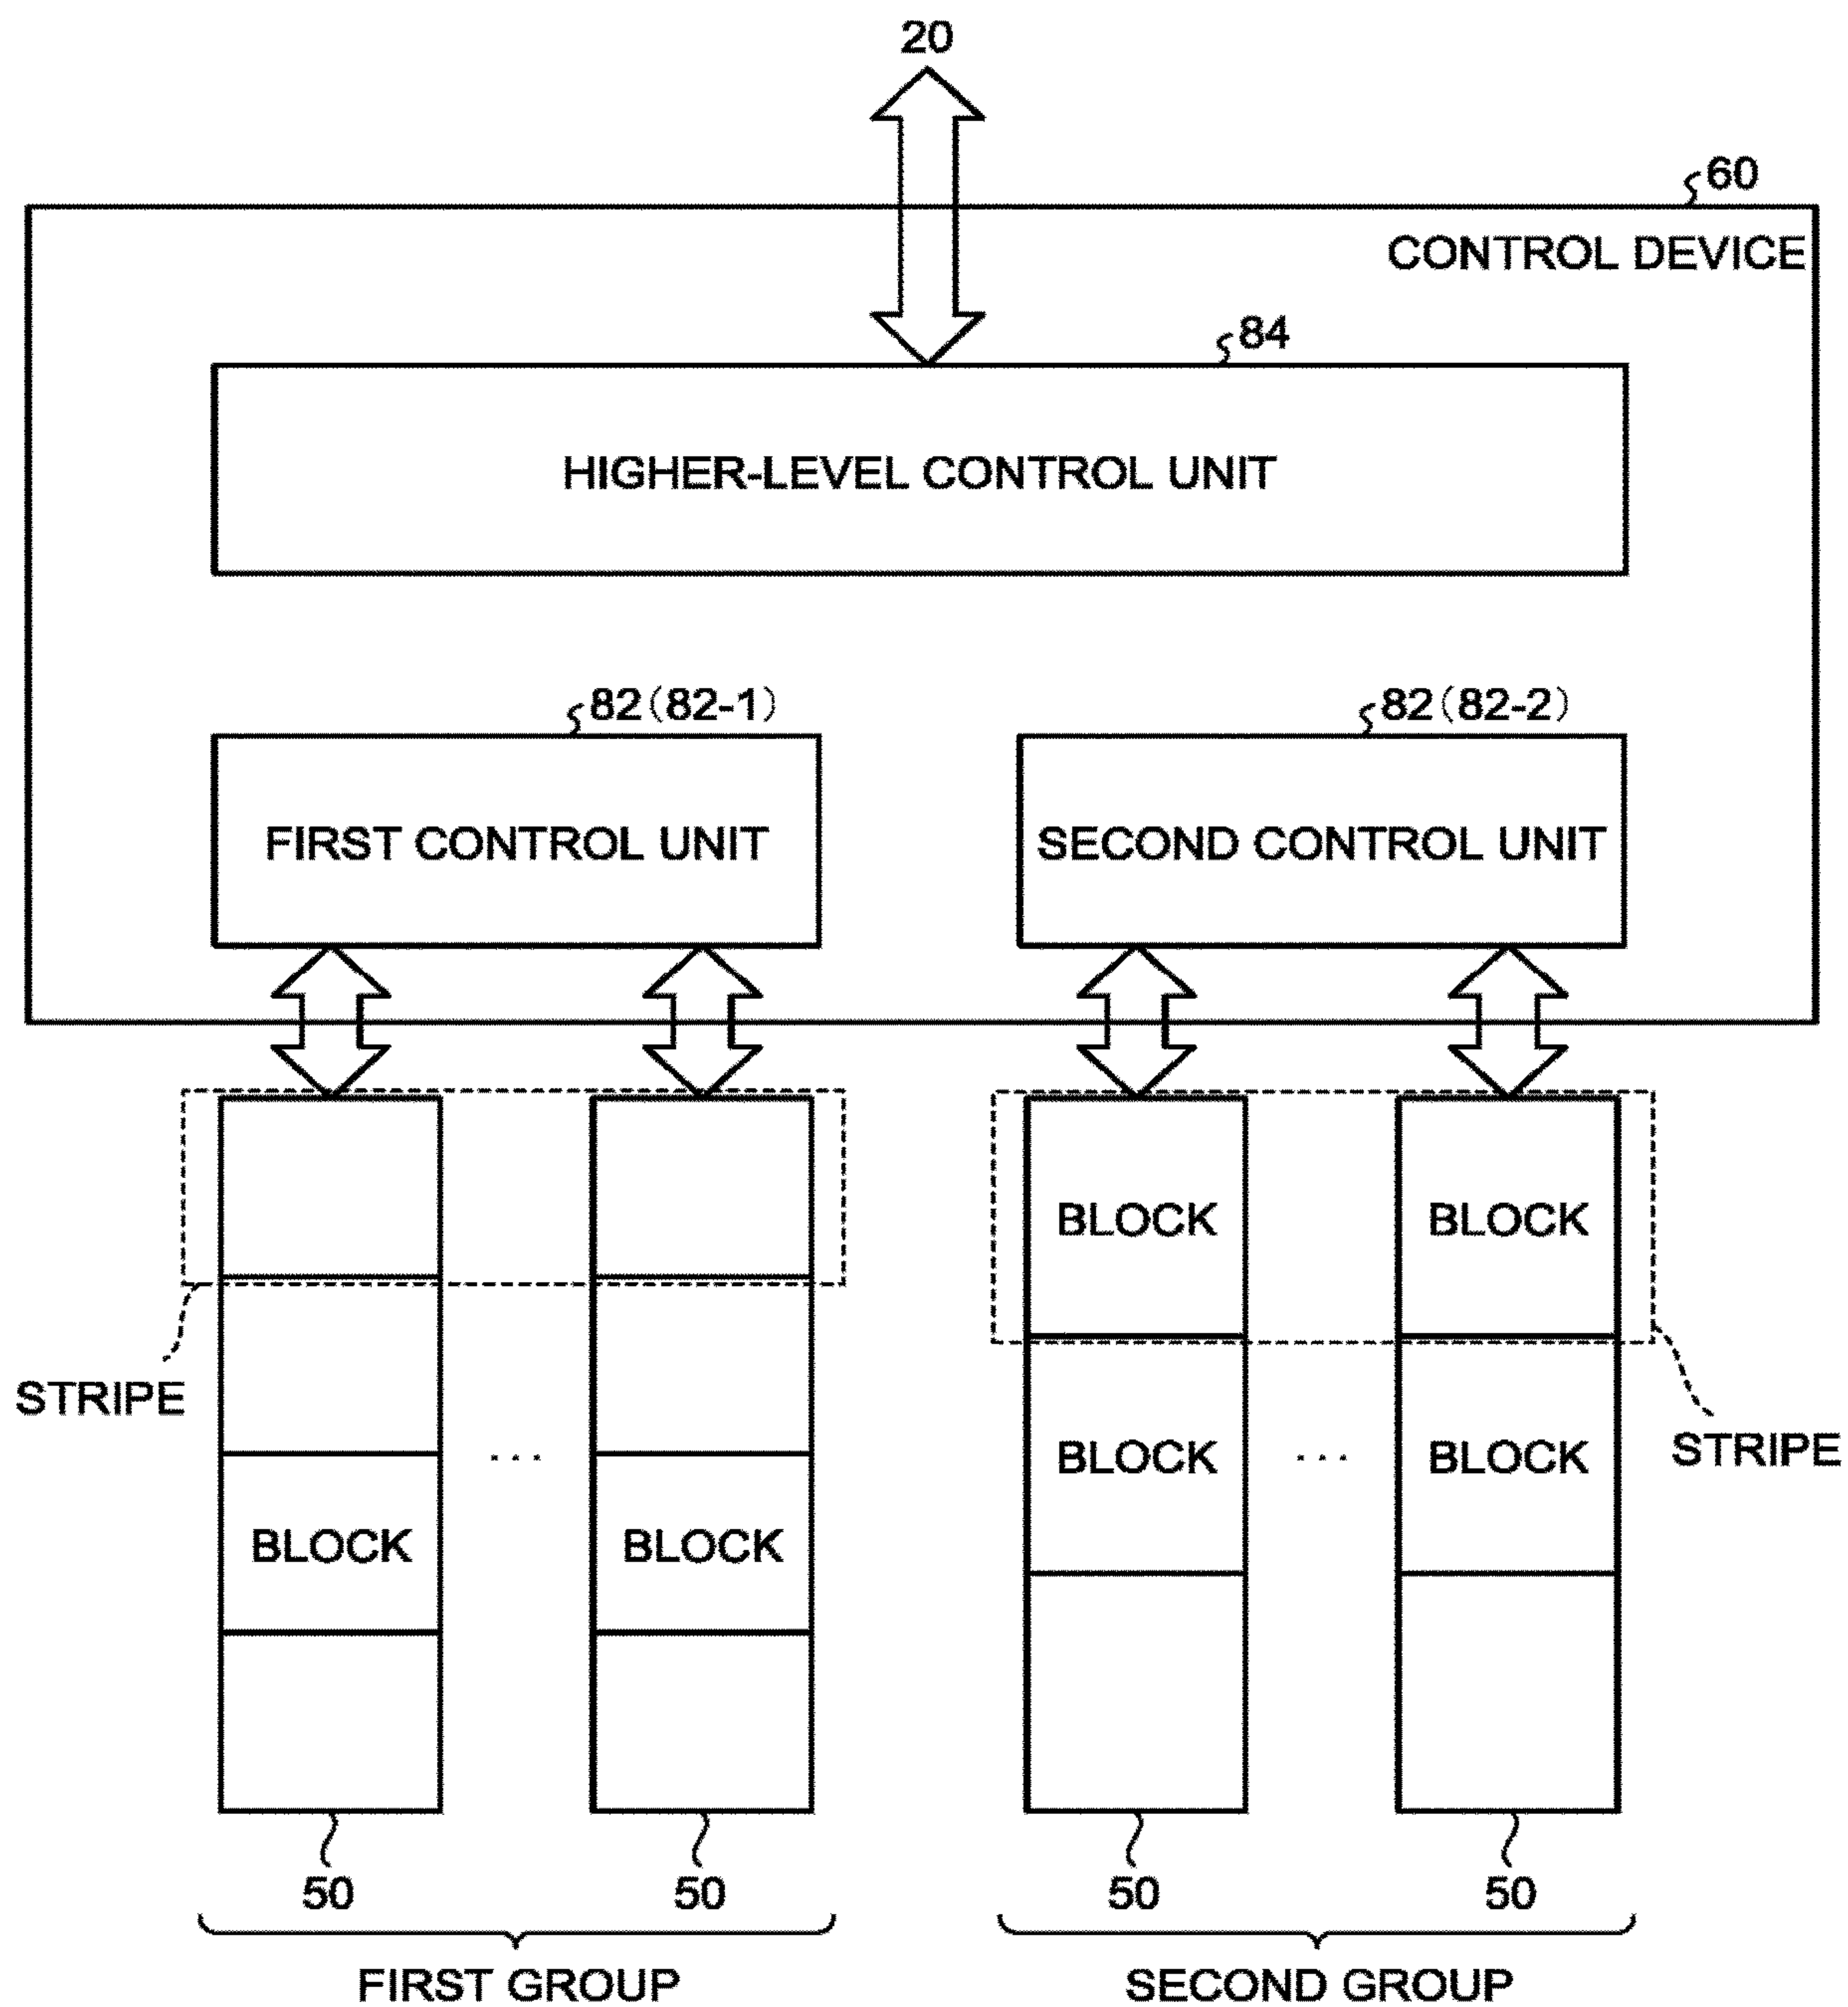 20
60
CONTROL DEVICE
84
HIGHER-LEVEL CONTROL UNIT
82(82-1) 82(82-2)
FIRST CONTROL UNIT SECOND CONTROL UNIT
BLOCK BLOCK
STRIPE STRIPE
BLOCK ... BLOCK ...
BLOCK BLOCK
50 50 50 50
FIRST GROUP SECOND GROUP